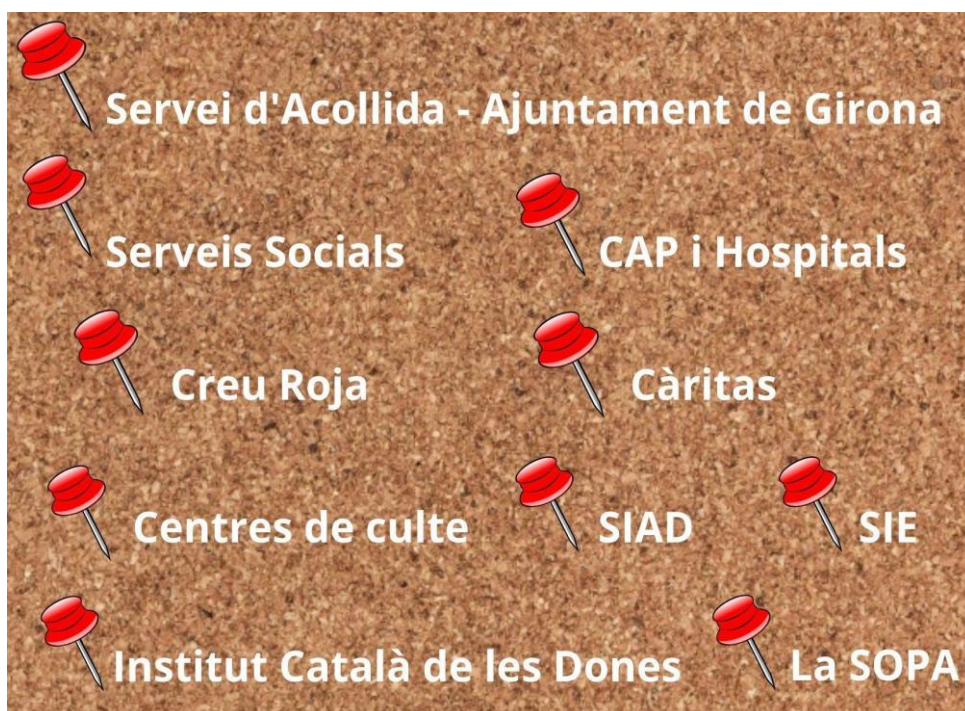 Servei d'Acollida - Ajuntament de Girona
Serveis Socials
CAP i Hospitals
Creu Roja
Càritas
Centres de culte
SIAD
SIE
Institut Català de les Dones
La SOPA